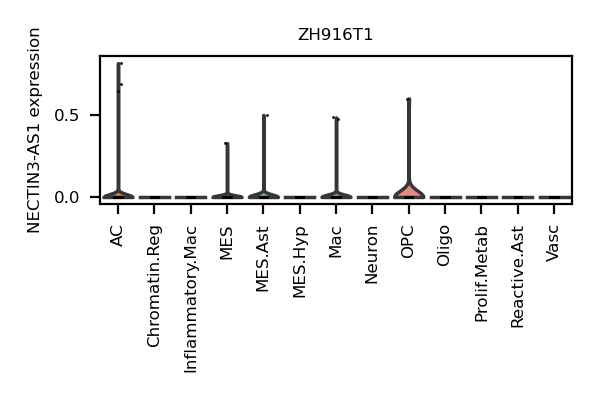 ZH916T1
NECTIN3-AS1 expression
0.5
0.0
AC
Chromatin.Reg
Inflammatory.Mac
MES
MES.Ast
MES.Hyp
Mac
Neuron
OPC
Oligo
Prolif.Metab
Reactive.Ast
Vasc